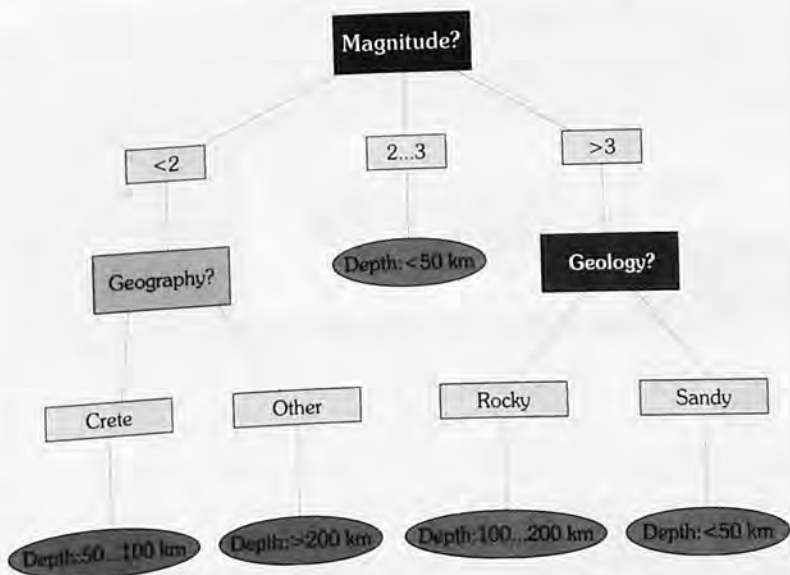 Magnitude?
<2
2...3
>3
Geography?
Depth:<50 km
Geology?
Crete
Other
Rocky
Sandy
Depth:50...100 km
Depth:>200 km
Depth:100...200 km
Depth:<50 km